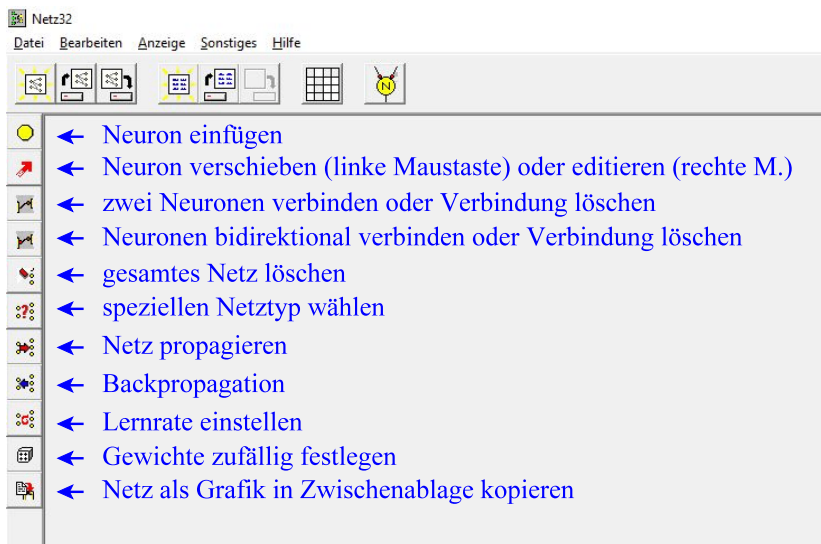 Netz32
Datei Bearbeiten Anzeige Sonstiges Hilfe
N
Neuron einfügen
Neuron verschieben (linke Maustaste) oder editieren (rechte M.)
zwei Neuronen verbinden oder Verbindung löschen
Neuronen bidirektional verbinden oder Verbindung löschen
gesamtes Netz löschen
?
speziellen Netztyp wählen
Netz propagieren
Backpropagation
G
Lernrate einstellen
Gewichte zufällig festlegen
Netz als Grafik in Zwischenablage kopieren